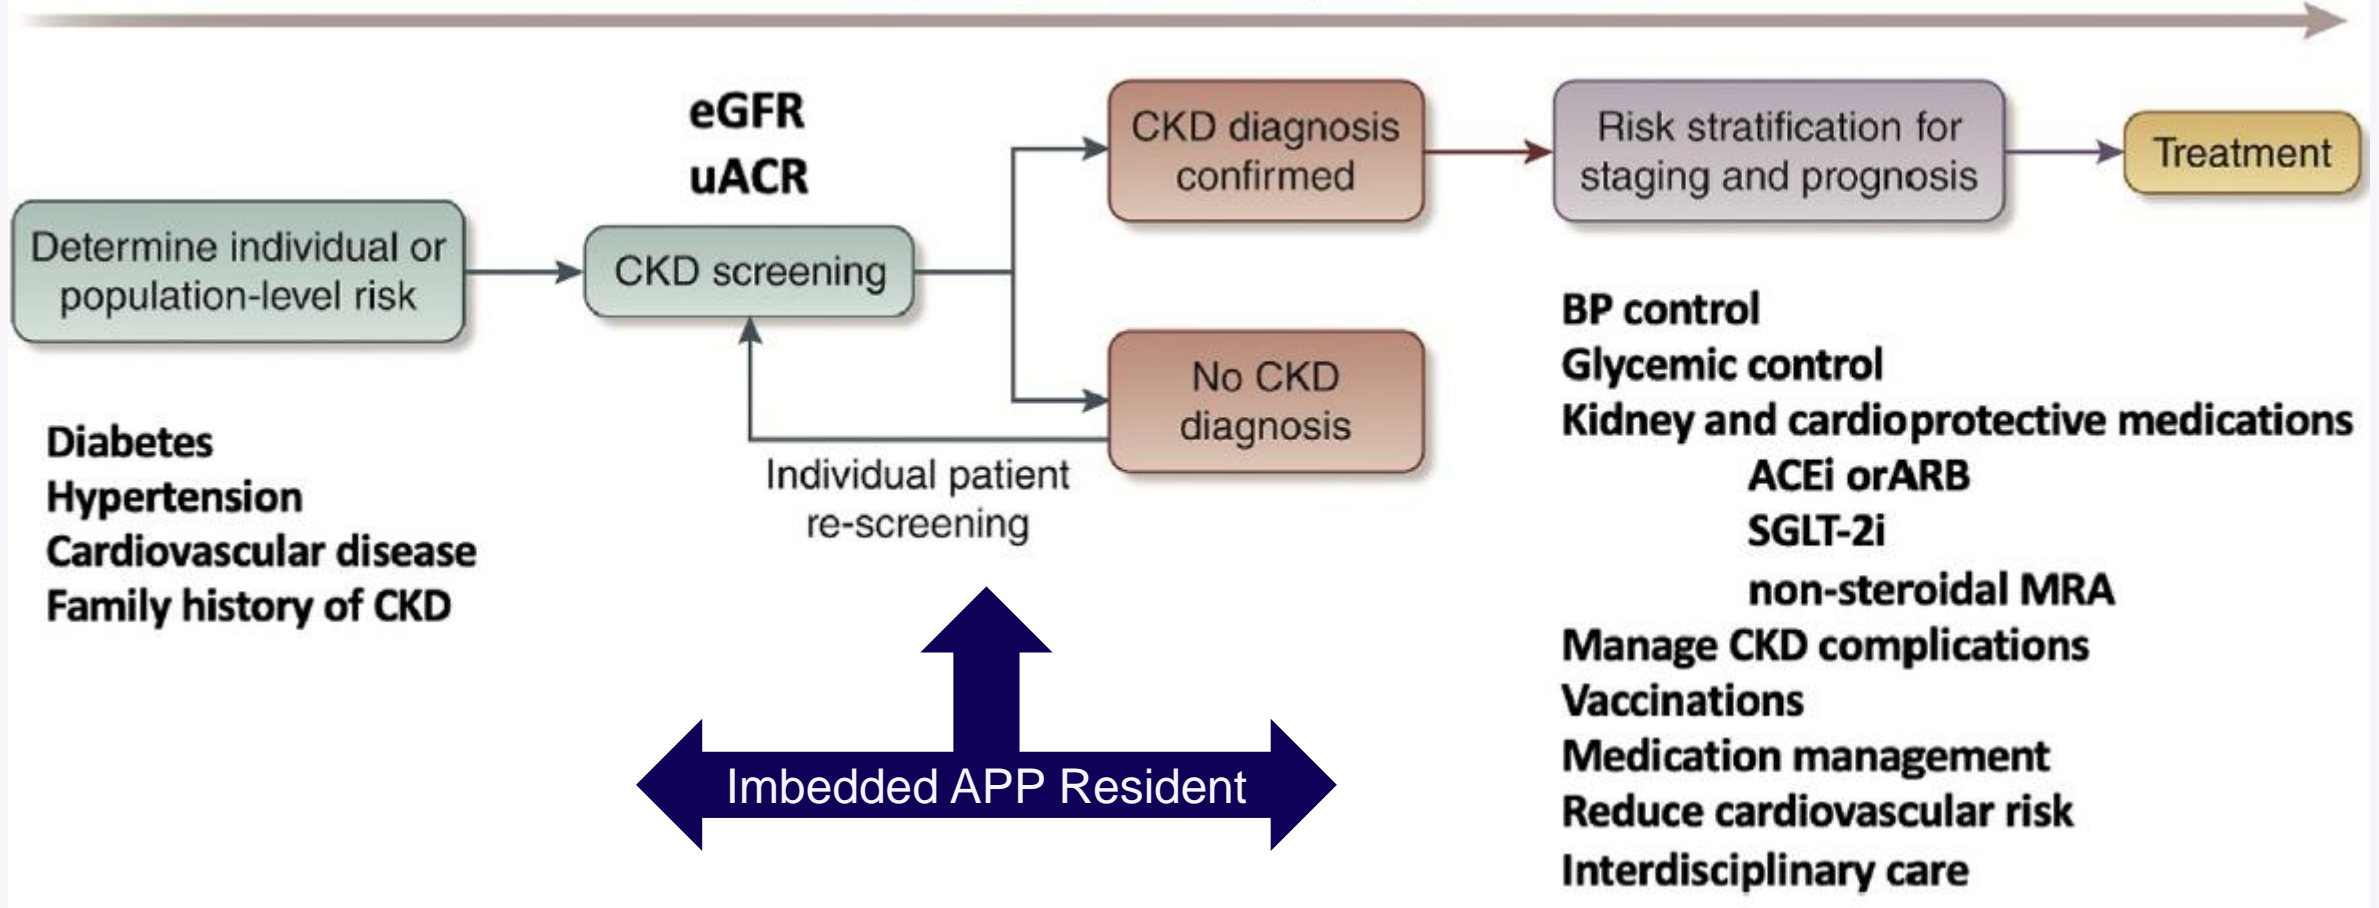 eGFR
uACR
Determine individual or
population-level risk
CKD screening
CKD diagnosis
confirmed
No CKD
diagnosis
Individual patient
re-screening
Risk stratification for
staging and prognosis
Treatment
Diabetes
Hypertension
Cardiovascular disease
Family history of CKD
BP control
Glycemic control
Kidney and cardioprotective medications
ACEi orARB
SGLT-2i
non-steroidal MRA
Manage CKD complications
Vaccinations
Medication management
Reduce cardiovascular risk
Interdisciplinary care
Imbedded APP Resident